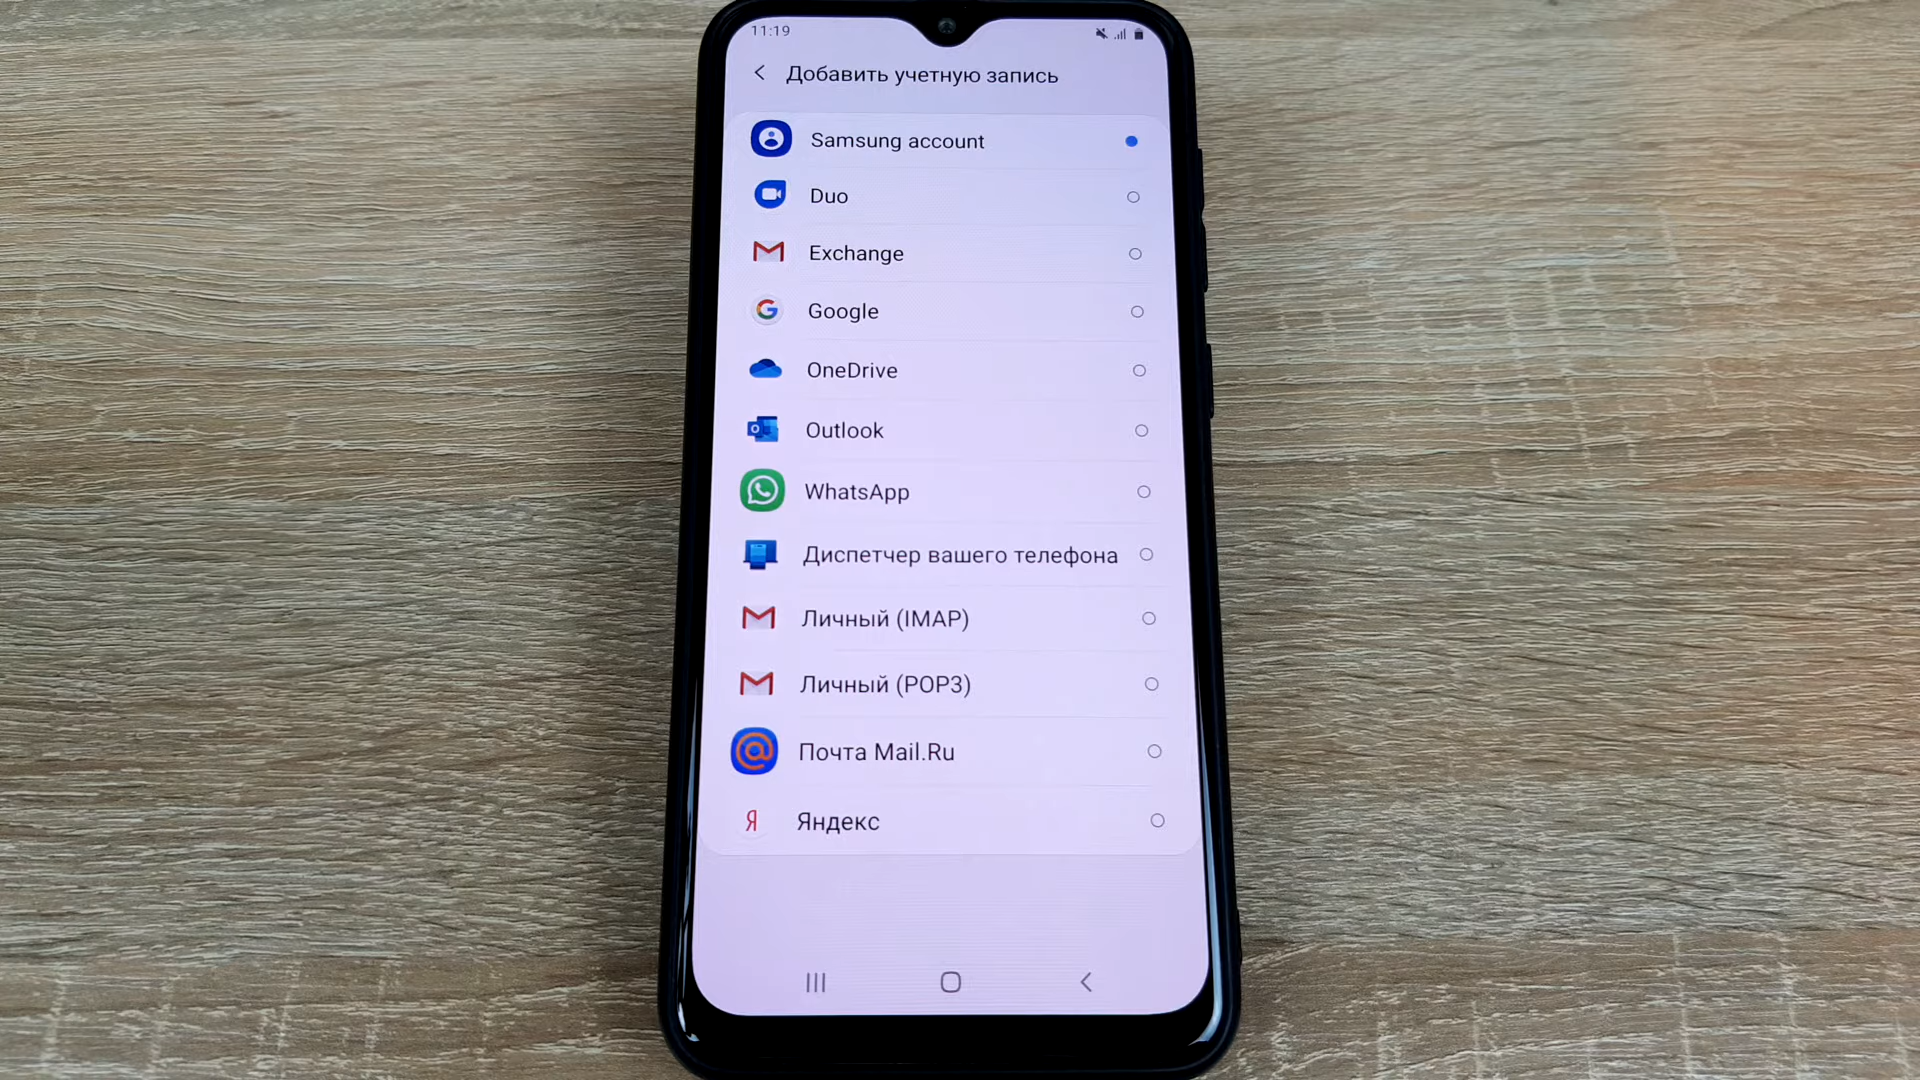 11:19
Добавить учетную запись
Samsung account
Duo
Exchange
Google
OneDrive
Outlook
WhatsApp
Диспетчер вашего телефона
Личный (IMAP)
Личный (POP3)
Почта Mail.Ru
Яндекс